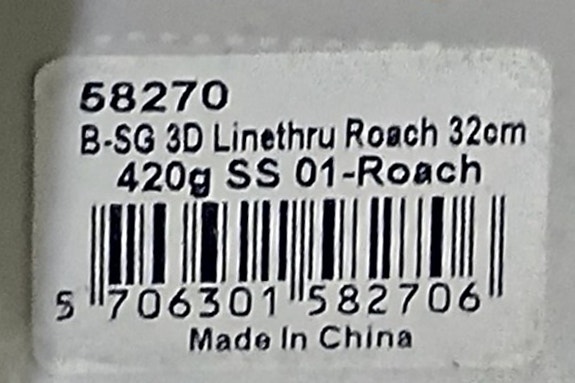 58270
B-SG 3D Linethru Roach 32cm
420g SS 01-Roach
5 706301 582706
Made In China